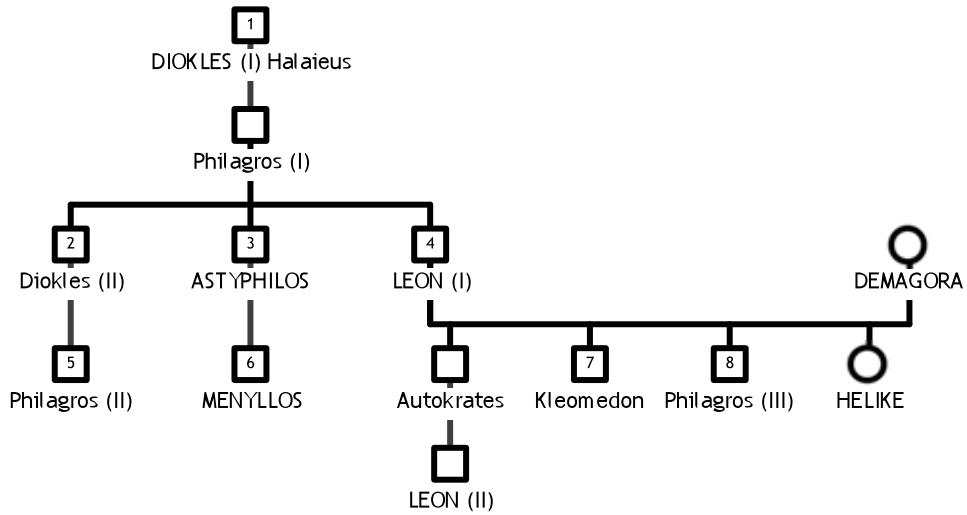 1
DIOKLES (I) Halaieus
Philagros (I)
2 3 4
Diokles (II) ASTYPHILOS LEON (I) DEMAGORA
5 6 7 8
Philagros (II) MENYLLOS Autokrates Kleomedon Philagros (III) HELIKE
LEON (II)